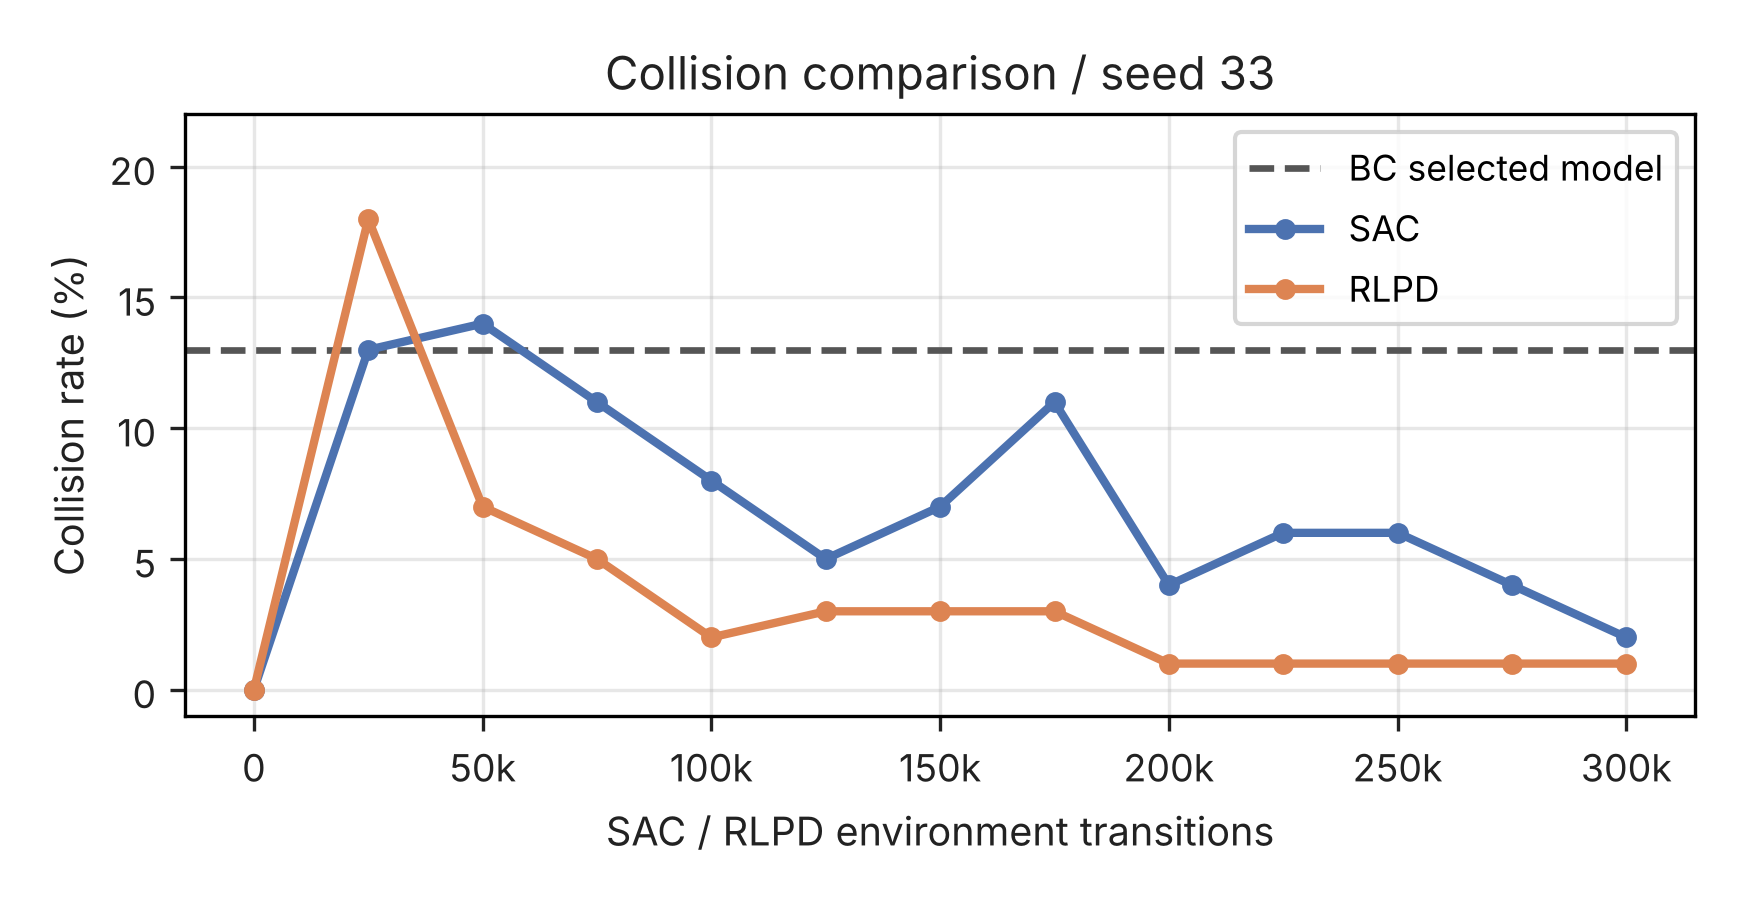 Collision comparison / seed 33
Collision rate (%)
20
15
10
5
0
BC selected model
SAC
RLPD
0 50k 100k 150k 200k 250k 300k
SAC / RLPD environment transitions